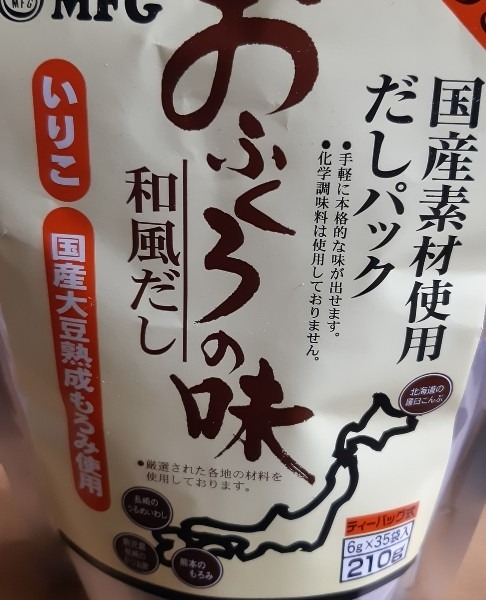 MFG
国産素材使用
だしパック
●手軽に本格的な味が出せます。
●化学調味料は使用しておりません。
おふくろの味
和風だし
いりこ
国産大豆熟成もろみ使用
●厳選された各地の材料を
使用しております。
北海道の
真昆布こんぶ
長崎の
うるめいわし
熊本の
もろみ
ティーバッグ式
6g×35袋入
210g